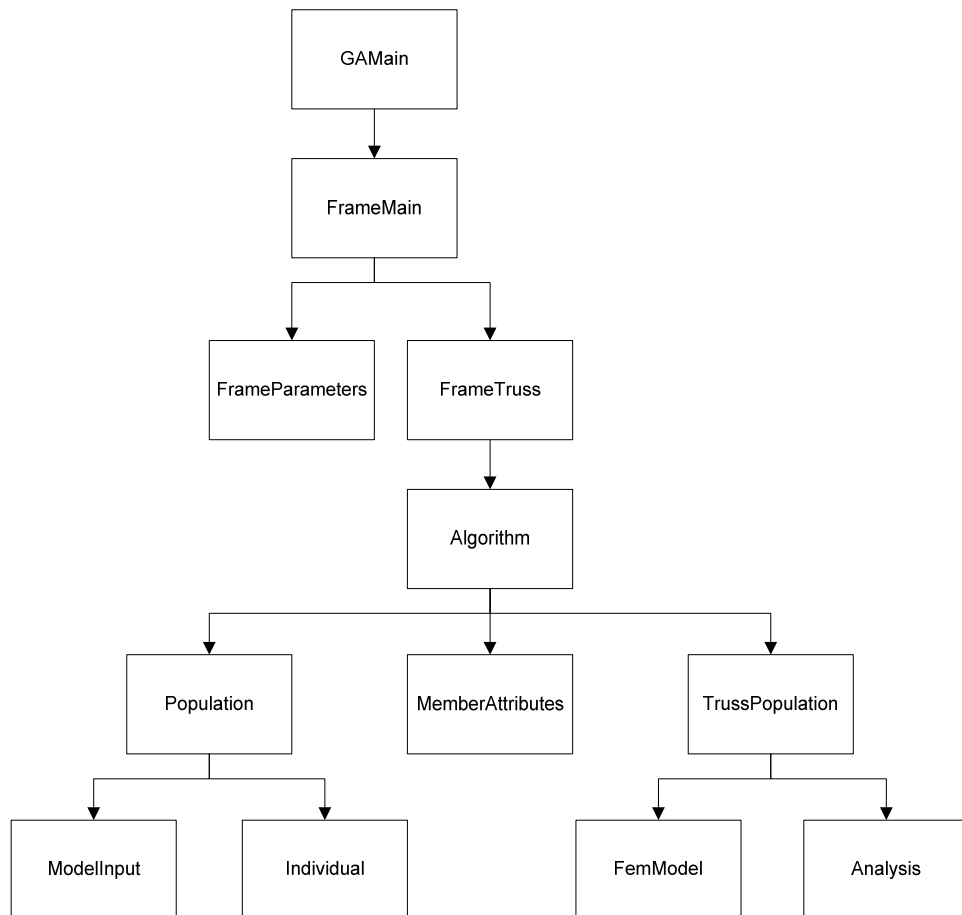 GAMain
FrameMain
FrameParameters
FrameTruss
Algorithm
Population
MemberAttributes
TrussPopulation
ModelInput
Individual
FemModel
Analysis